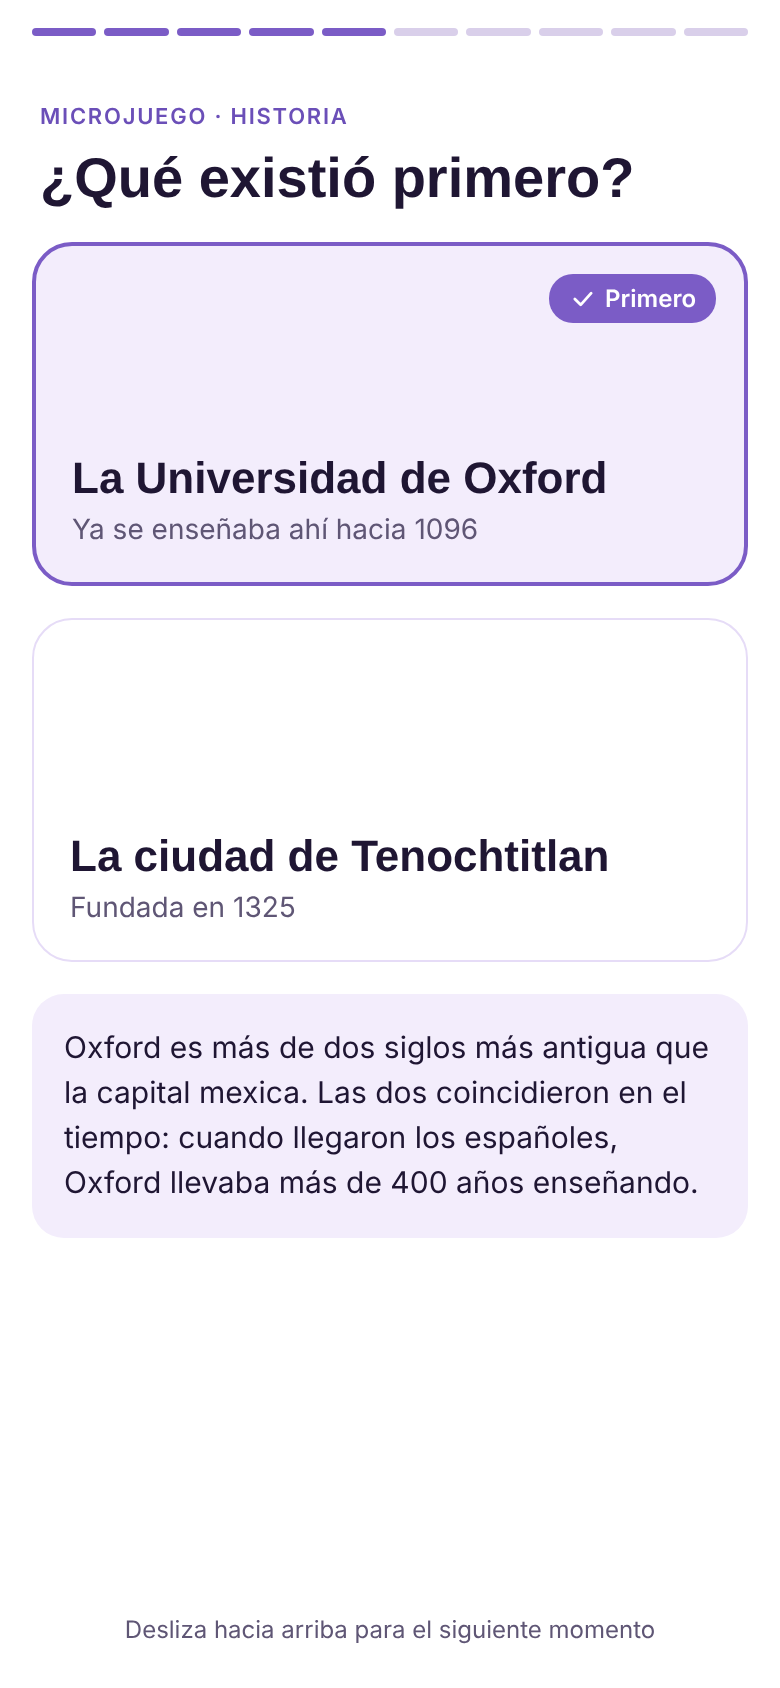 MICROJUEGO · HISTORIA
¿Qué existió primero?
Primero
La Universidad de Oxford
Ya se enseñaba ahí hacia 1096
La ciudad de Tenochtitlan
Fundada en 1325
Oxford es más de dos siglos más antigua que
la capital mexica. Las dos coincidieron en el
tiempo: cuando llegaron los españoles,
Oxford llevaba más de 400 años enseñando.
Desliza hacia arriba para el siguiente momento